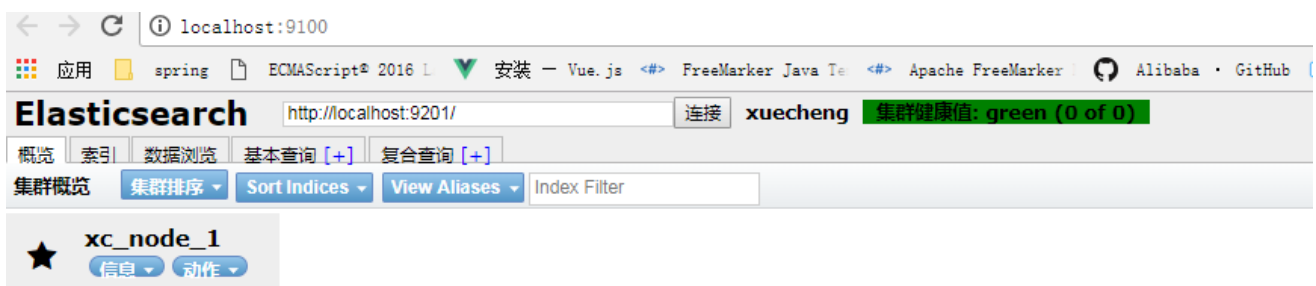 localhost:9100
应用 spring ECMAScript® 2016 L 安装 — Vue.js <#> FreeMarker Java Te <#> Apache FreeMarker Alibaba · GitHub
Elasticsearch http://localhost:9201/ 连接 xuecheng 集群健康值: green (0 of 0)
概览 索引 数据浏览 基本查询 [+] 复合查询 [+]
集群概览 集群排序 Sort Indices View Aliases Index Filter
xc_node_1
信息 动作